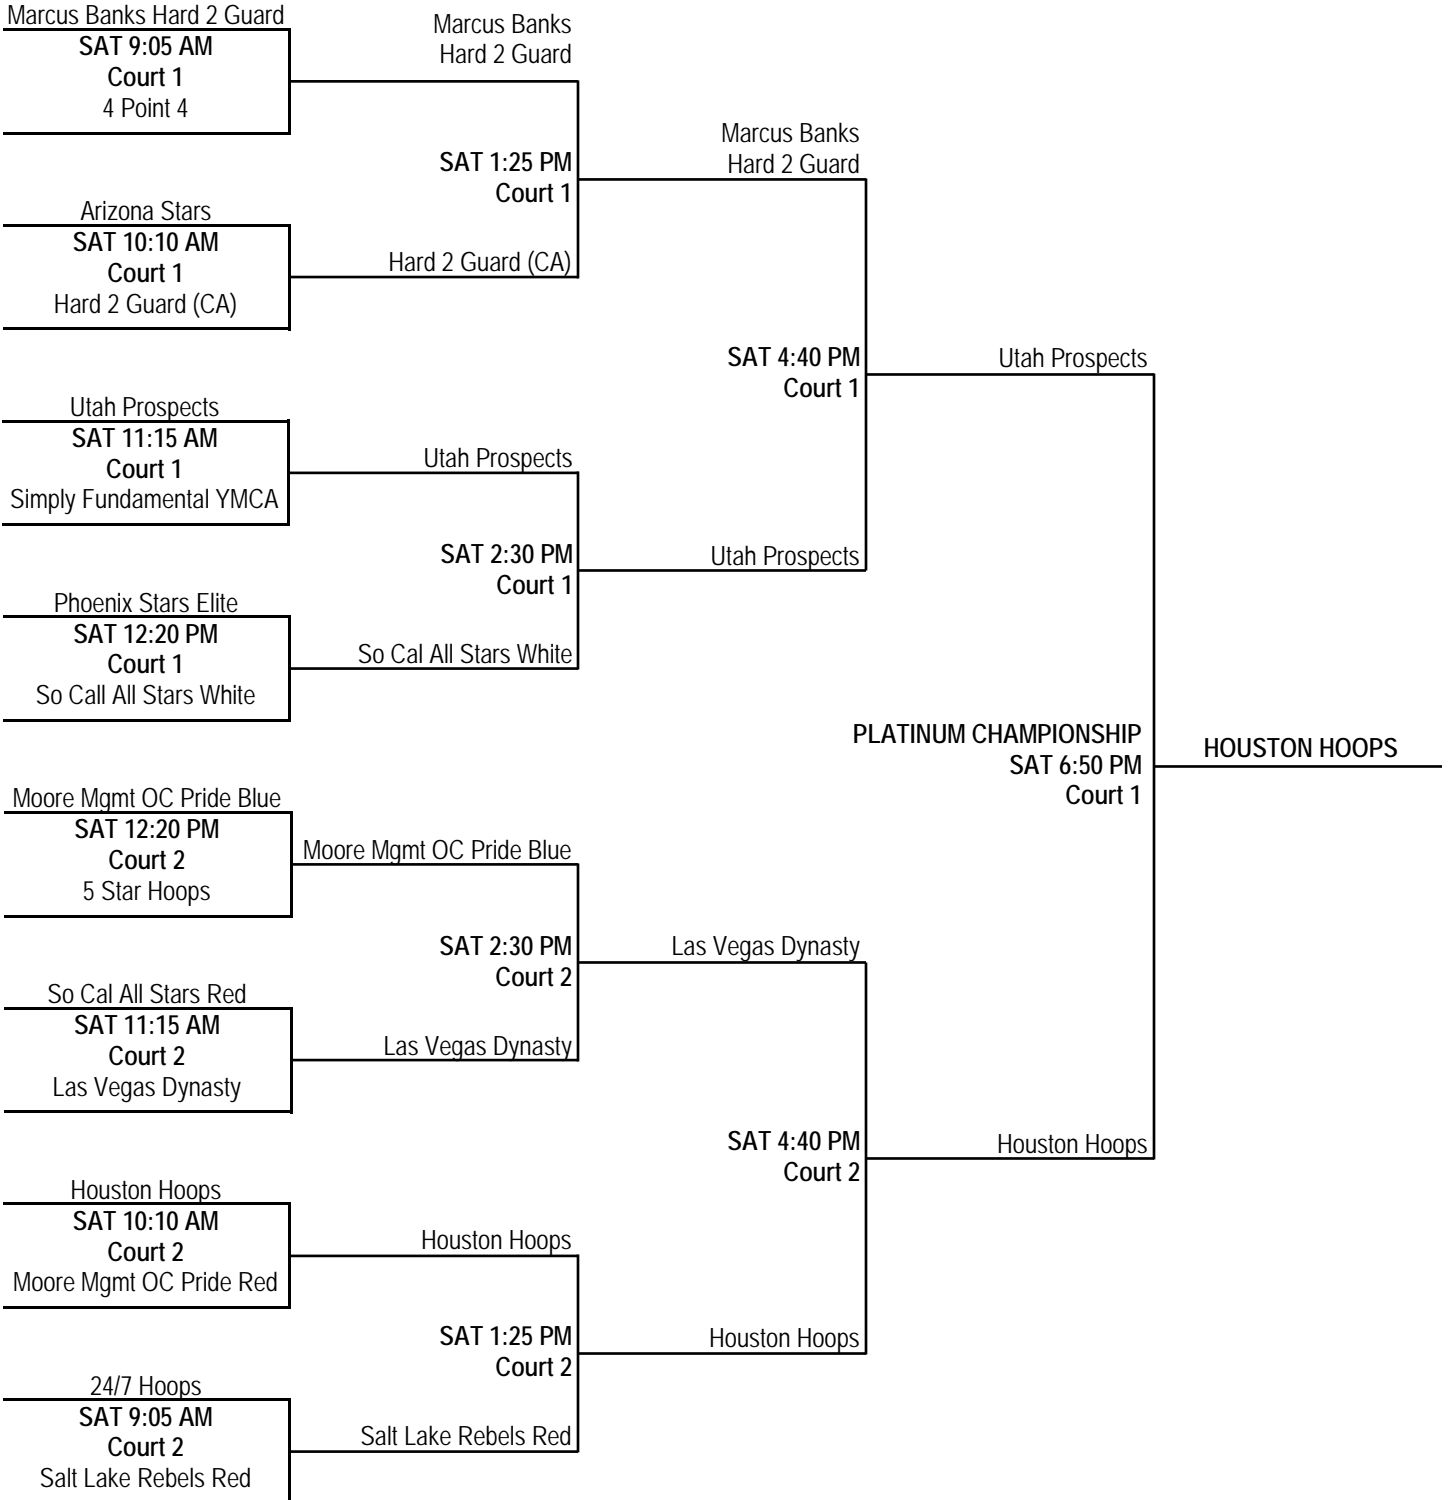 Marcus Banks Hard 2 Guard
SAT 9:05 AM
Court 1
4 Point 4
Arizona Stars
SAT 10:10 AM
Court 1
Hard 2 Guard (CA)
Utah Prospects
SAT 11:15 AM
Court 1
Simply Fundamental YMCA
Phoenix Stars Elite
SAT 12:20 PM
Court 1
So Call All Stars White
Moore Mgmt OC Pride Blue
SAT 12:20 PM
Court 2
5 Star Hoops
So Cal All Stars Red
SAT 11:15 AM
Court 2
Las Vegas Dynasty
Houston Hoops
SAT 10:10 AM
Court 2
Moore Mgmt OC Pride Red
24/7 Hoops
SAT 9:05 AM
Court 2
Salt Lake Rebels Red
Marcus Banks
Hard 2 Guard
SAT 1:25 PM
Court 1
Hard 2 Guard (CA)
Utah Prospects
SAT 2:30 PM
Court 1
So Cal All Stars White
Moore Mgmt OC Pride Blue
SAT 2:30 PM
Court 2
Las Vegas Dynasty
Houston Hoops
SAT 1:25 PM
Court 2
Salt Lake Rebels Red
Marcus Banks
Hard 2 Guard
SAT 4:40 PM
Court 1
Utah Prospects
Las Vegas Dynasty
SAT 4:40 PM
Court 2
Houston Hoops
Utah Prospects
PLATINUM CHAMPIONSHIP
SAT 6:50 PM
Court 1
Houston Hoops
HOUSTON HOOPS